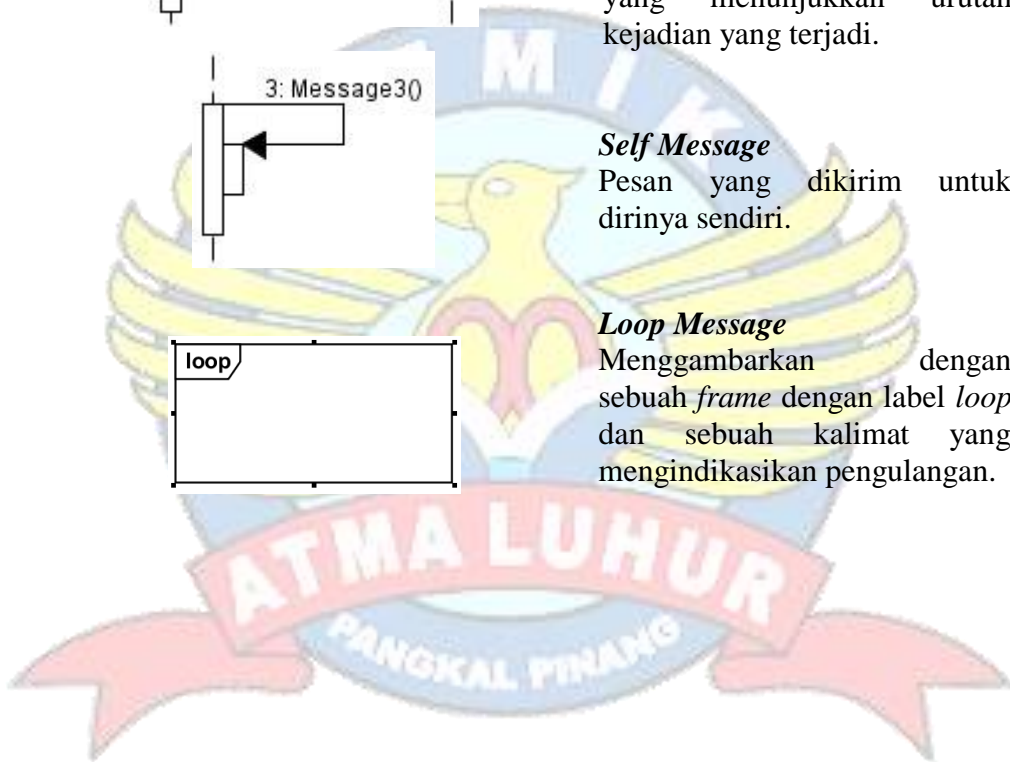 yang menunjukkan urutan
kejadian yang terjadi.
3: Message3()
Self Message
Pesan yang dikirim untuk
dirinya sendiri.
loop
Loop Message
Menggambarkan dengan
sebuah frame dengan label loop
dan sebuah kalimat yang
mengindikasikan pengulangan.
M I K
ATMA LUHUR
PANGKAL PINANG